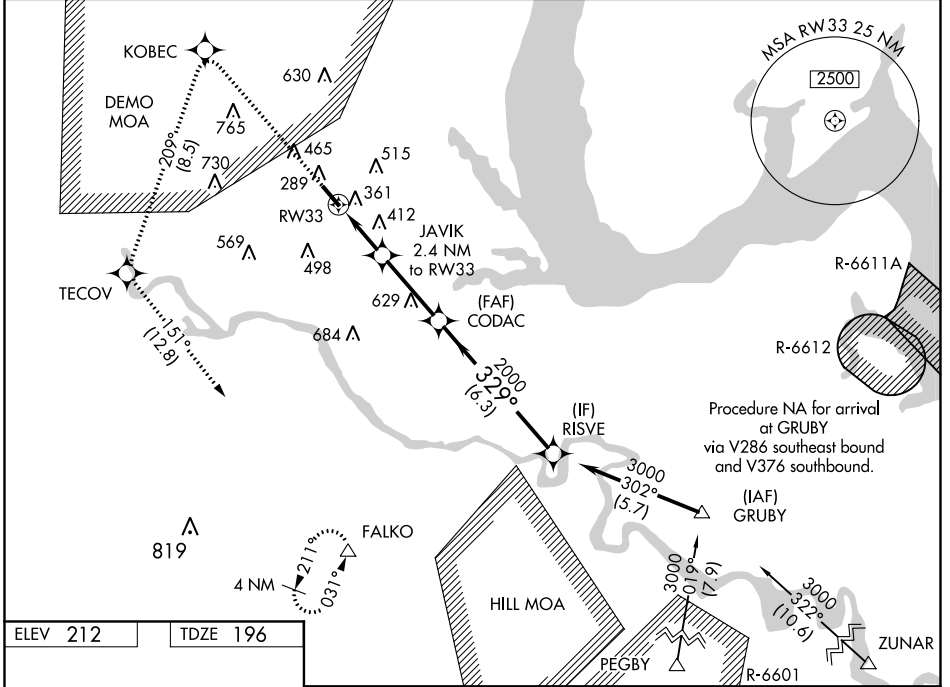 MSA RW33 25 NM
2500
KOBEC
DEMO
MOA
630
765
209°
(8.5)
730
465
289
515
361
RW33
412
JAVIK
2.4 NM
to RW33
569
498
TECOV
629
(FAF)
CODAC
684
151°
(12.8)
2000
329°
(6.3)
R-6611A
R-6612
(IF)
RISVE
Procedure NA for arrival
at GRUBY
via V286 southeast bound
and V376 southbound.
3000
302°
(5.7)
(IAF)
GRUBY
819
FALKO
211°
031°
4 NM
HILL MOA
3000
019°
(7.9)
3000
322°
(10.6)
PEGBY
R-6601
ZUNAR
ELEV 212
TDZE 196